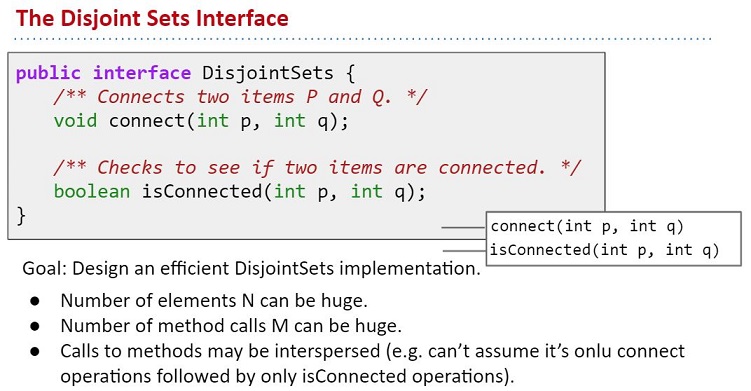 The Disjoint Sets Interface
public interface DisjointSets {
/** Connects two items P and Q. */
void connect(int p, int q);
/** Checks to see if two items are connected. */
boolean isConnected(int p, int q);
}
connect(int p, int q)
isConnected(int p, int q)
Goal: Design an efficient DisjointSets implementation.
● Number of elements N can be huge.
● Number of method calls M can be huge.
● Calls to methods may be interspersed (e.g. can’t assume it’s onlu connect
operations followed by only isConnected operations).